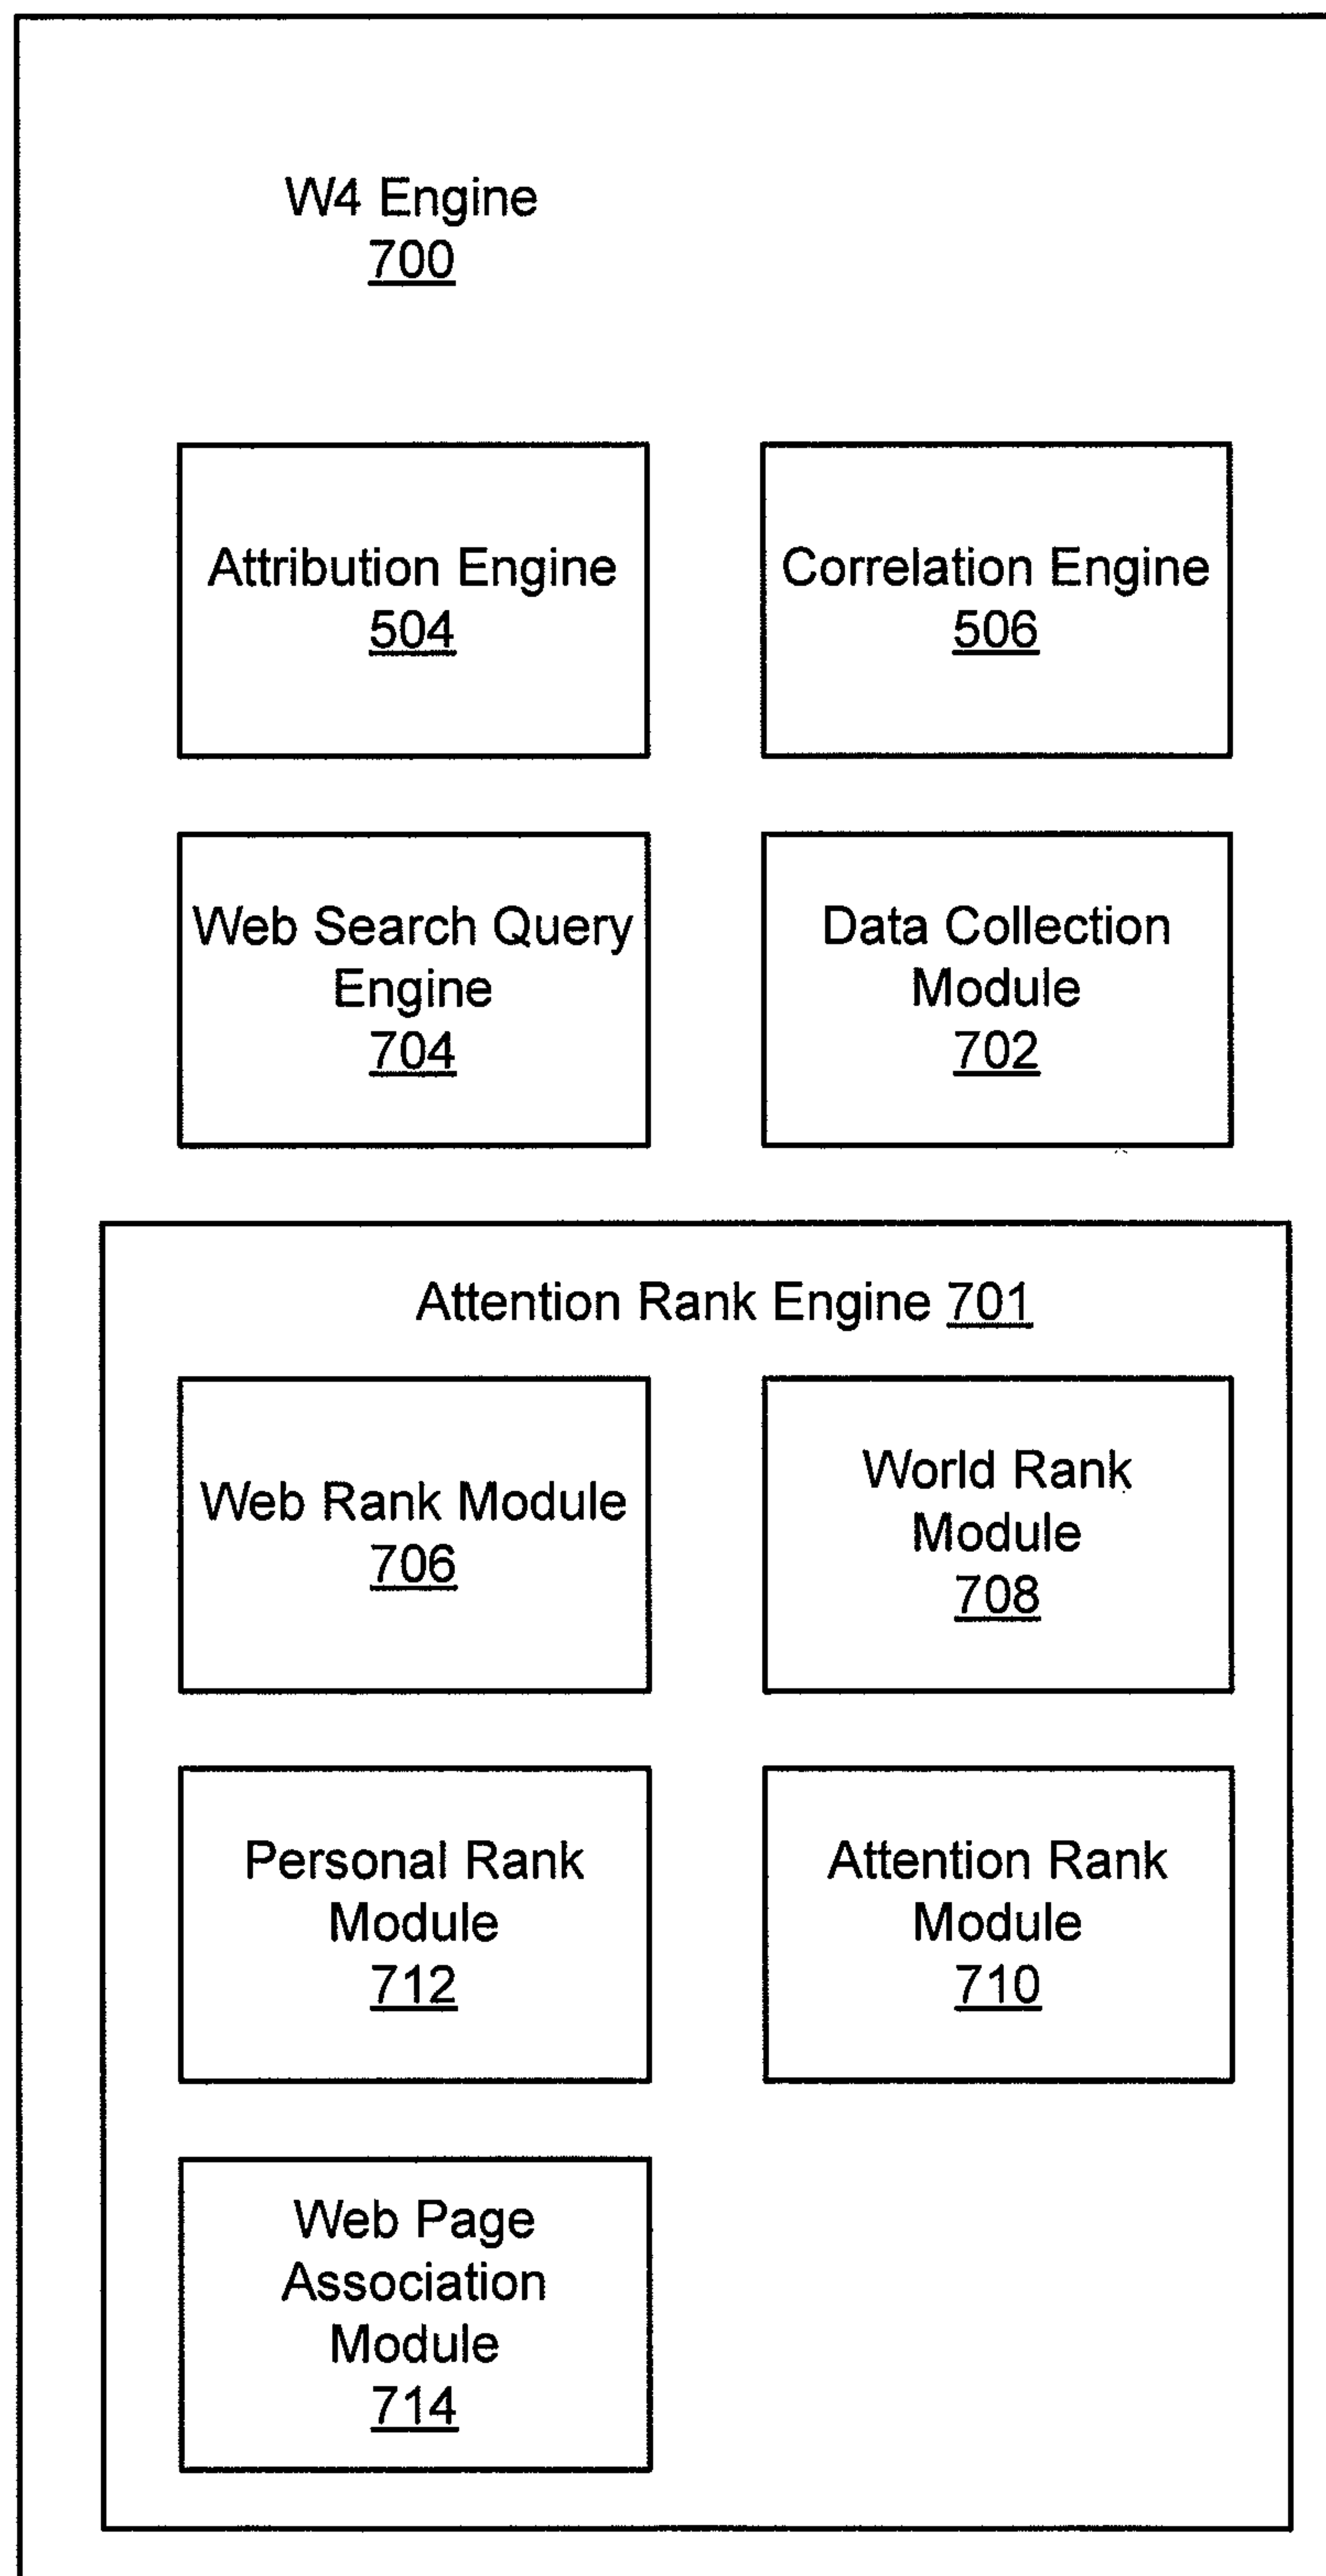 W4 Engine
700
Attribution Engine
504
Correlation Engine
506
Web Search Query
Engine
704
Data Collection
Module
702
Attention Rank Engine 701
Web Rank Module
706
World Rank
Module
708
Personal Rank
Module
712
Attention Rank
Module
710
Web Page
Association
Module
714